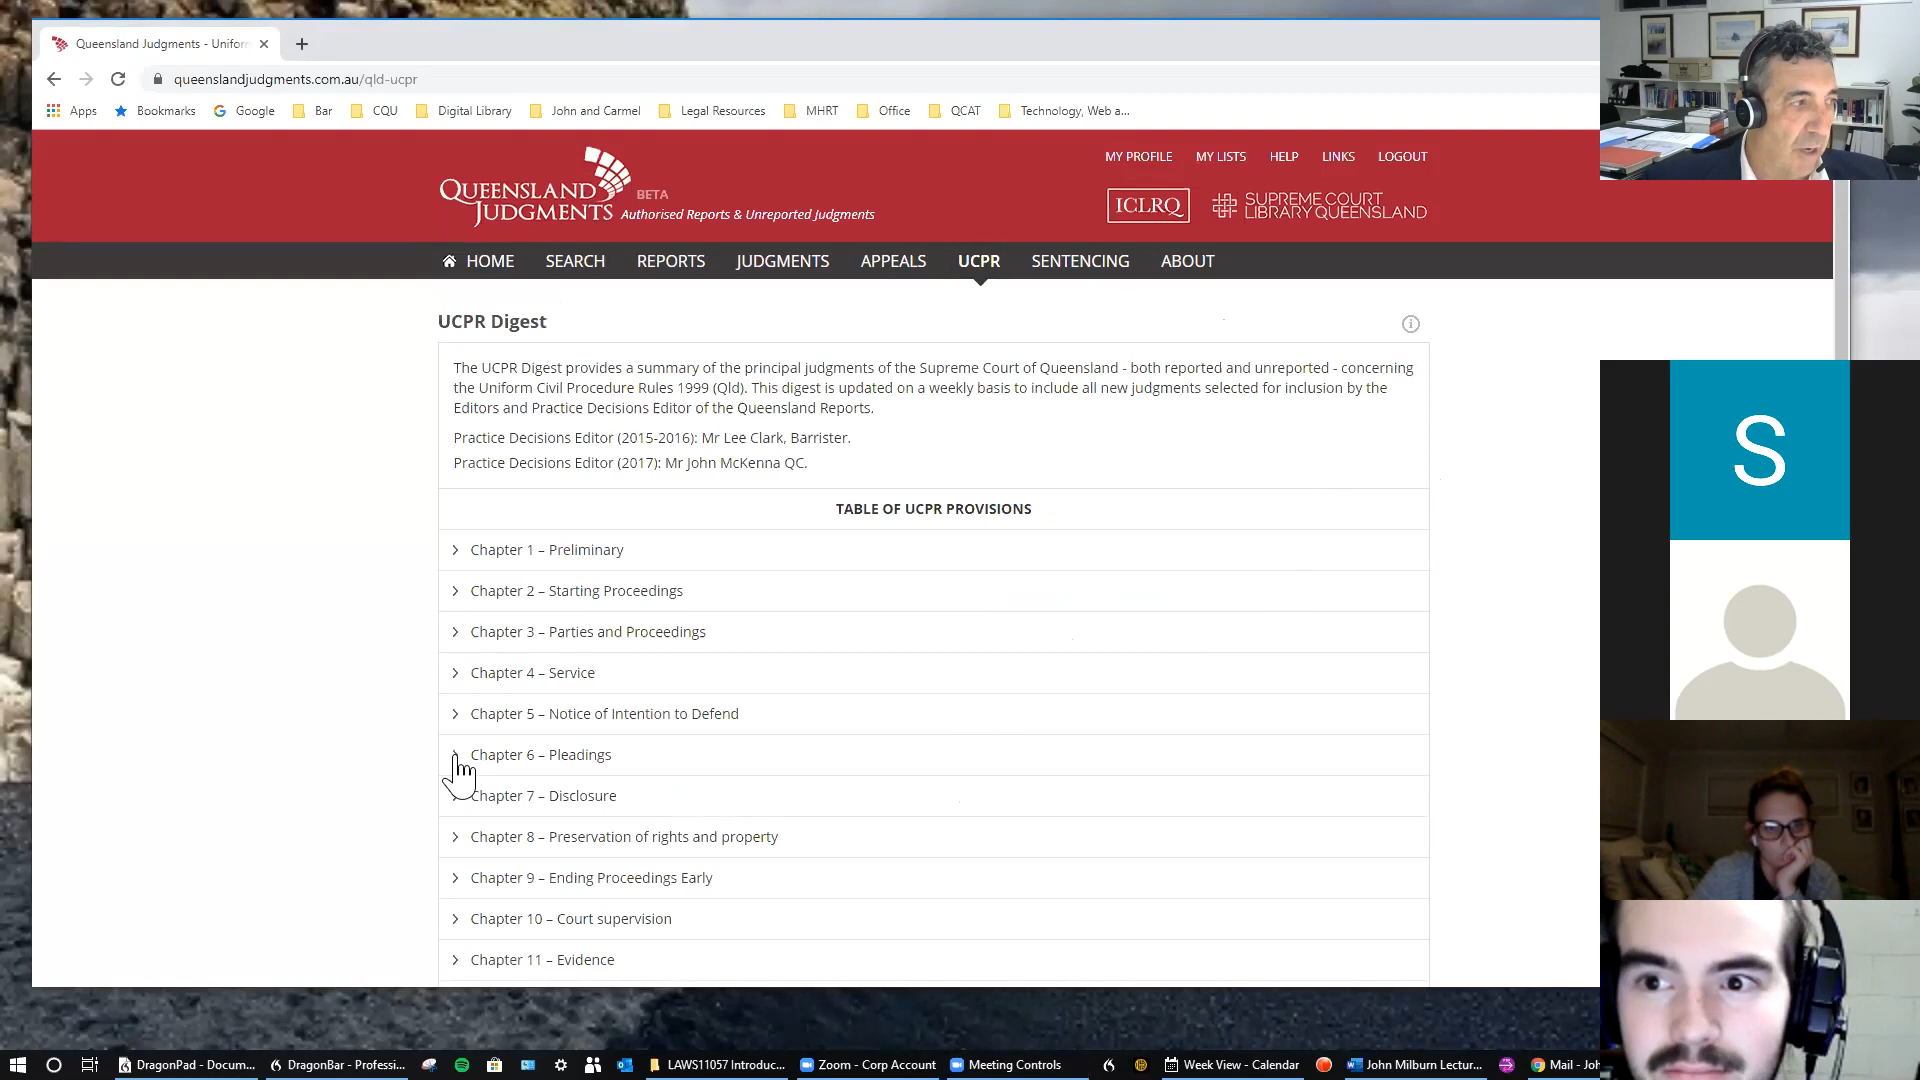 Queensland Judgments - Uniform
queenslandjudgments.com.au/qld-ucpr
Apps Bookmarks Google Bar CQU Digital Library John and Carmel Legal Resources MHRT Office QCAT Technology, Web a...
MY PROFILE MY LISTS HELP LINKS LOGOUT
QUEENSLAND JUDGMENTS BETA
Authorised Reports & Unreported Judgments
ICLRQ
SUPREME COURT
LIBRARY QUEENSLAND
HOME SEARCH REPORTS JUDGMENTS APPEALS UCPR SENTENCING ABOUT
UCPR Digest
The UCPR Digest provides a summary of the principal judgments of the Supreme Court of Queensland - both reported and unreported - concerning
the Uniform Civil Procedure Rules 1999 (Qld). This digest is updated on a weekly basis to include all new judgments selected for inclusion by the
Editors and Practice Decisions Editor of the Queensland Reports.
Practice Decisions Editor (2015-2016): Mr Lee Clark, Barrister.
Practice Decisions Editor (2017): Mr John McKenna QC.
TABLE OF UCPR PROVISIONS
Chapter 1 – Preliminary
Chapter 2 – Starting Proceedings
Chapter 3 – Parties and Proceedings
Chapter 4 – Service
Chapter 5 – Notice of Intention to Defend
Chapter 6 – Pleadings
Chapter 7 – Disclosure
Chapter 8 – Preservation of rights and property
Chapter 9 – Ending Proceedings Early
Chapter 10 – Court supervision
Chapter 11 – Evidence
S
DragonPad - Docum... DragonBar - Professi... LAWS11057 Introduc... Zoom - Corp Account Meeting Controls Week View - Calendar John Milburn Lectur... Mail - Joh